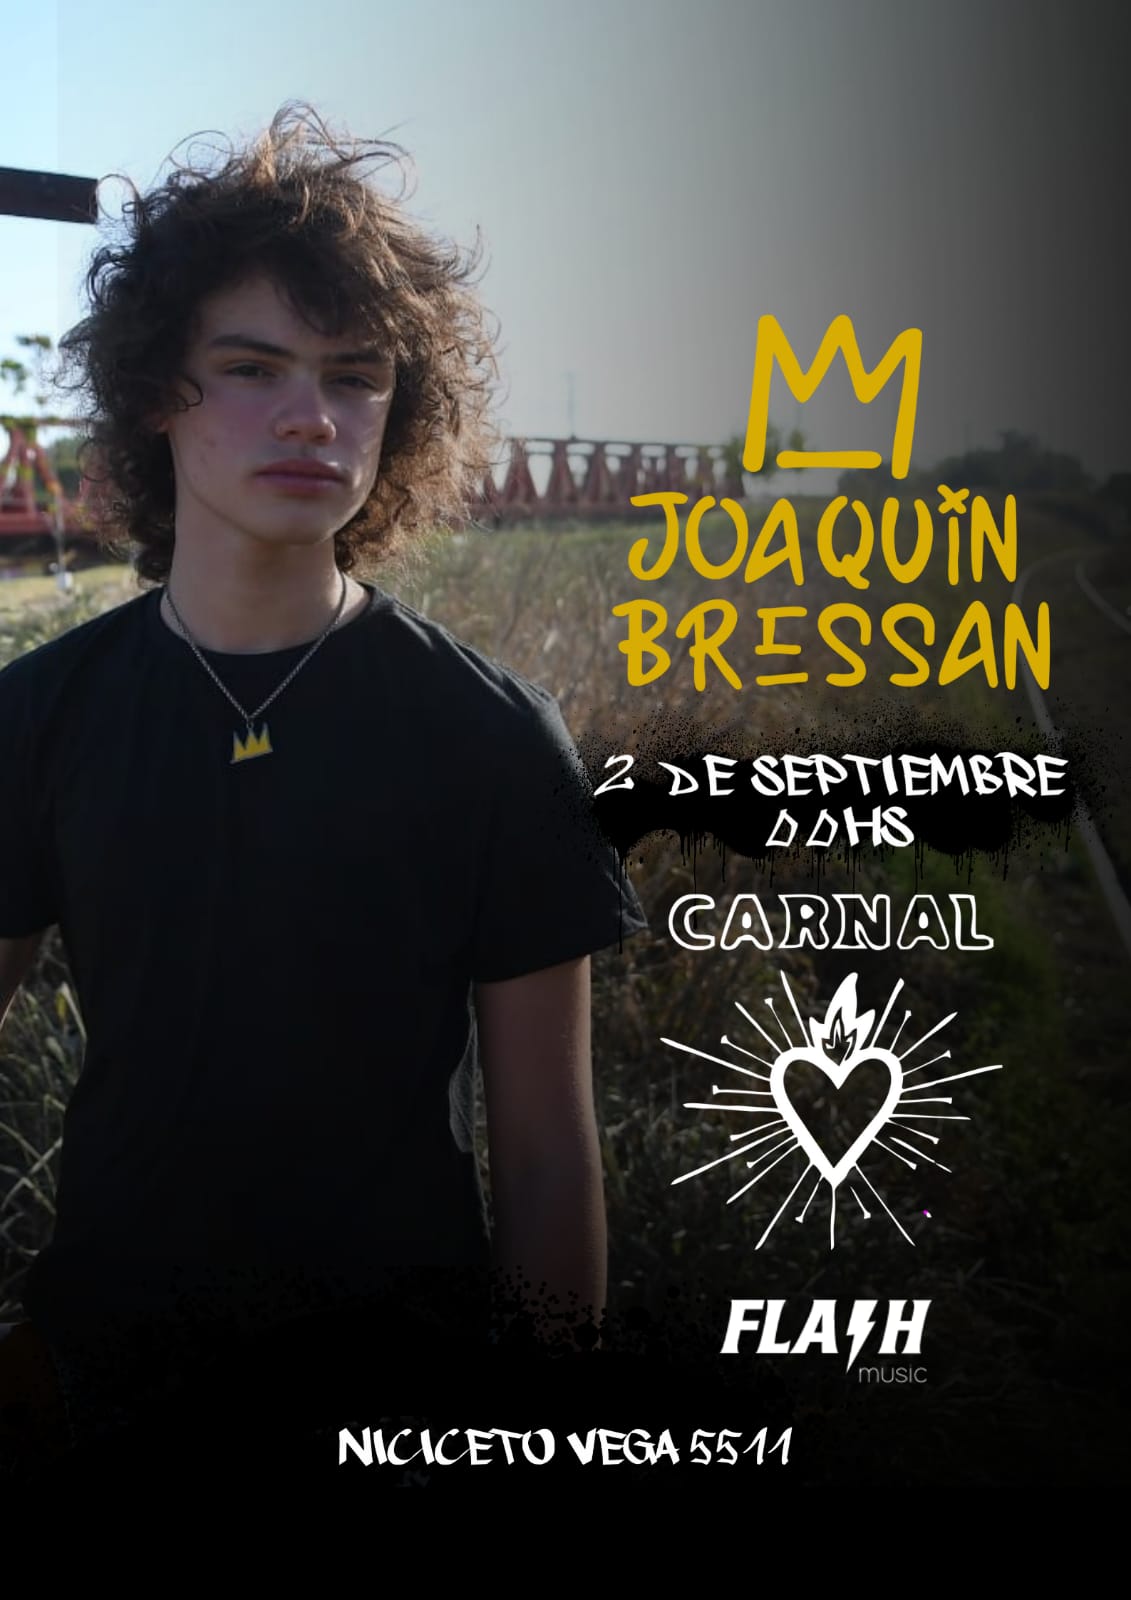 JOAQUIN
BRESSAN
2 DE SEPTIEMBRE
00HS
CARNAL
FLASH
music
NICICETO VEGA 5511